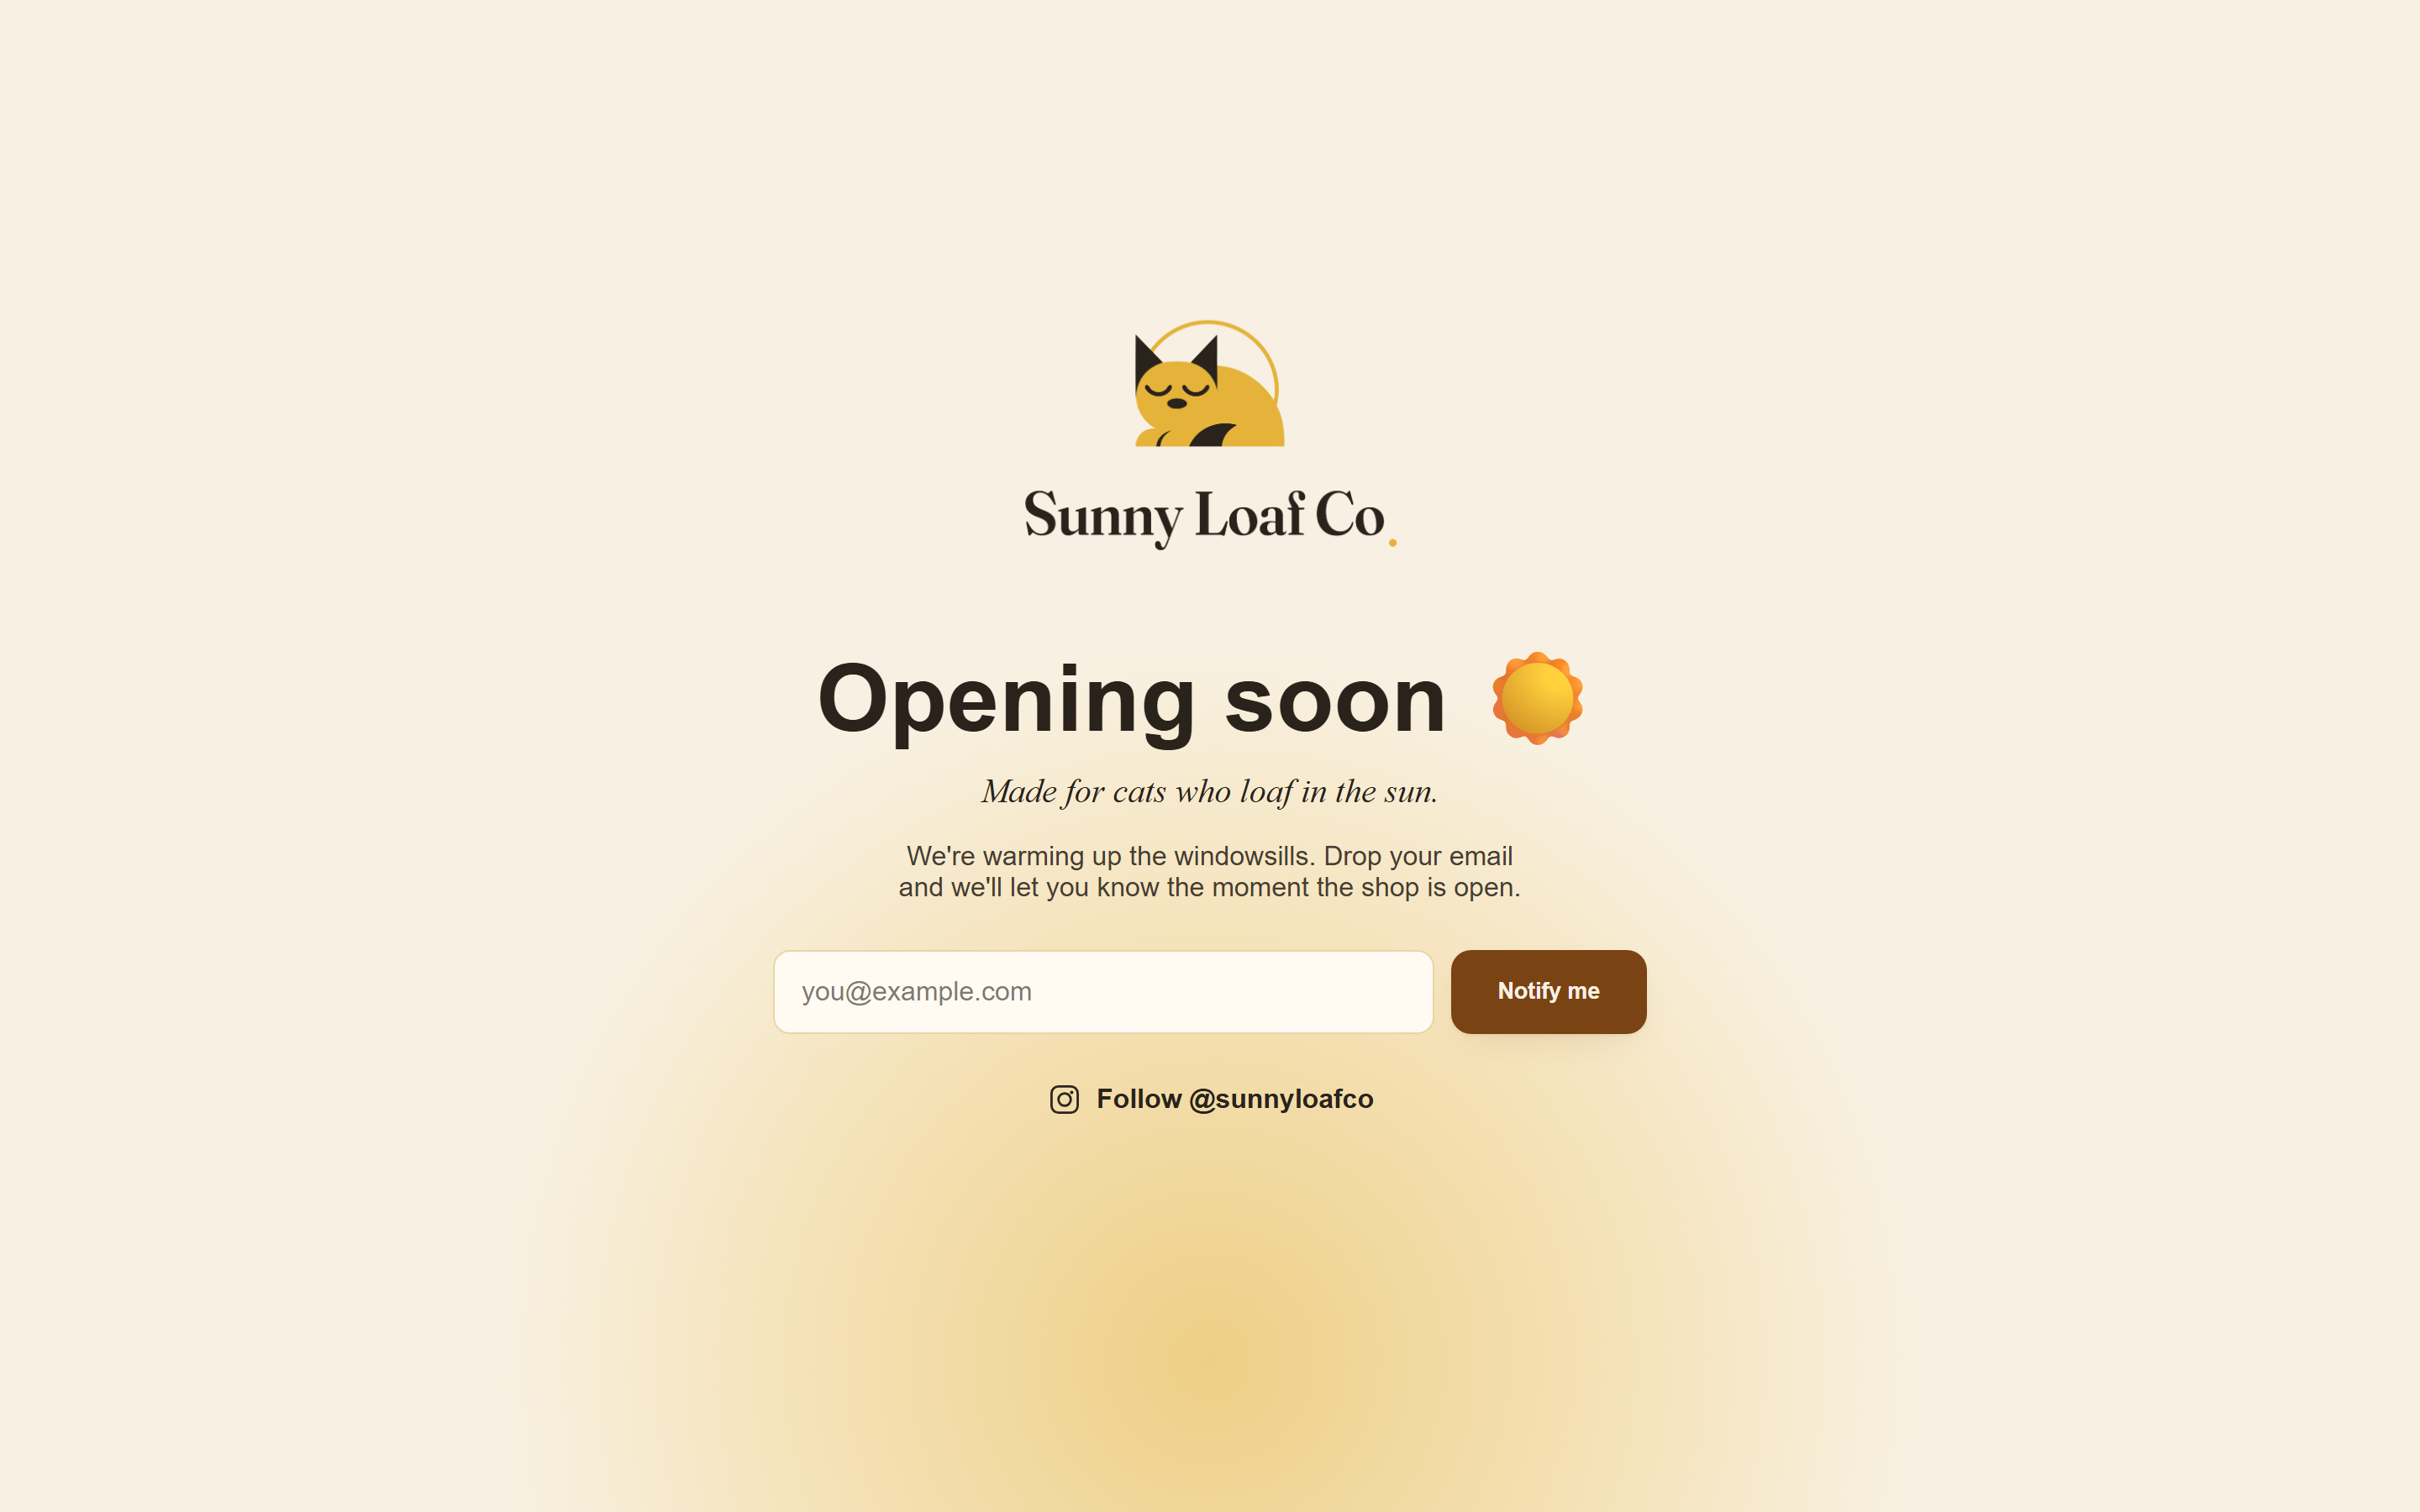 Sunny Loaf Co.
Opening soon
Made for cats who loaf in the sun.
We're warming up the windowsills. Drop your email
and we'll let you know the moment the shop is open.
you@example.com
Notify me
Follow @sunnyloafco